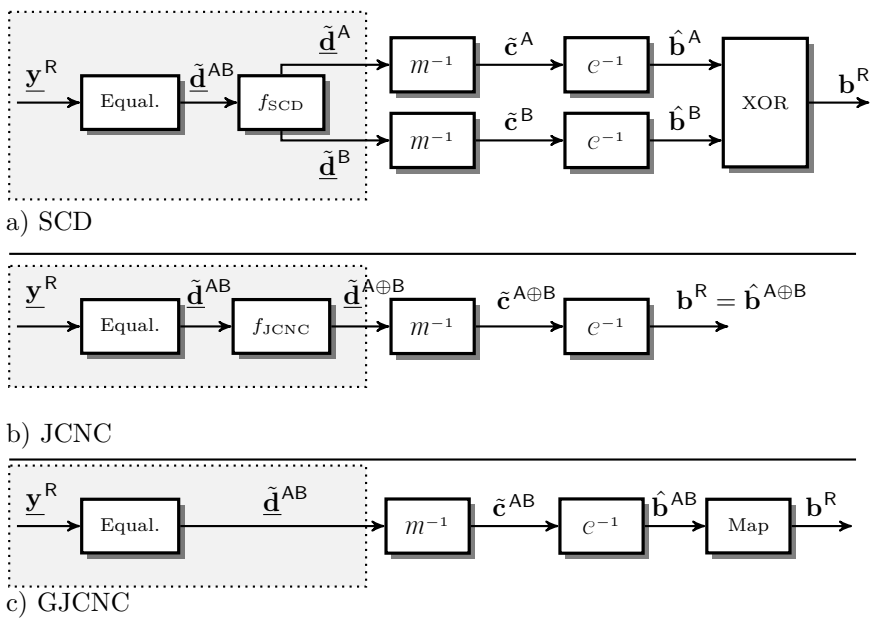 y^R Equal. d̃^AB f_SCD d̃^A m⁻¹ c̃^A c⁻¹ b̂^A XOR b^R
d̃^B m⁻¹ c̃^B c⁻¹ b̂^B
a) SCD
y^R Equal. d̃^AB f_JCNC d̃^A⊕B m⁻¹ c̃^A⊕B c⁻¹ b^R = b̂^A⊕B
b) JCNC
y^R Equal. d̃^AB m⁻¹ c̃^AB c⁻¹ b̂^AB Map b^R
c) GJCNC